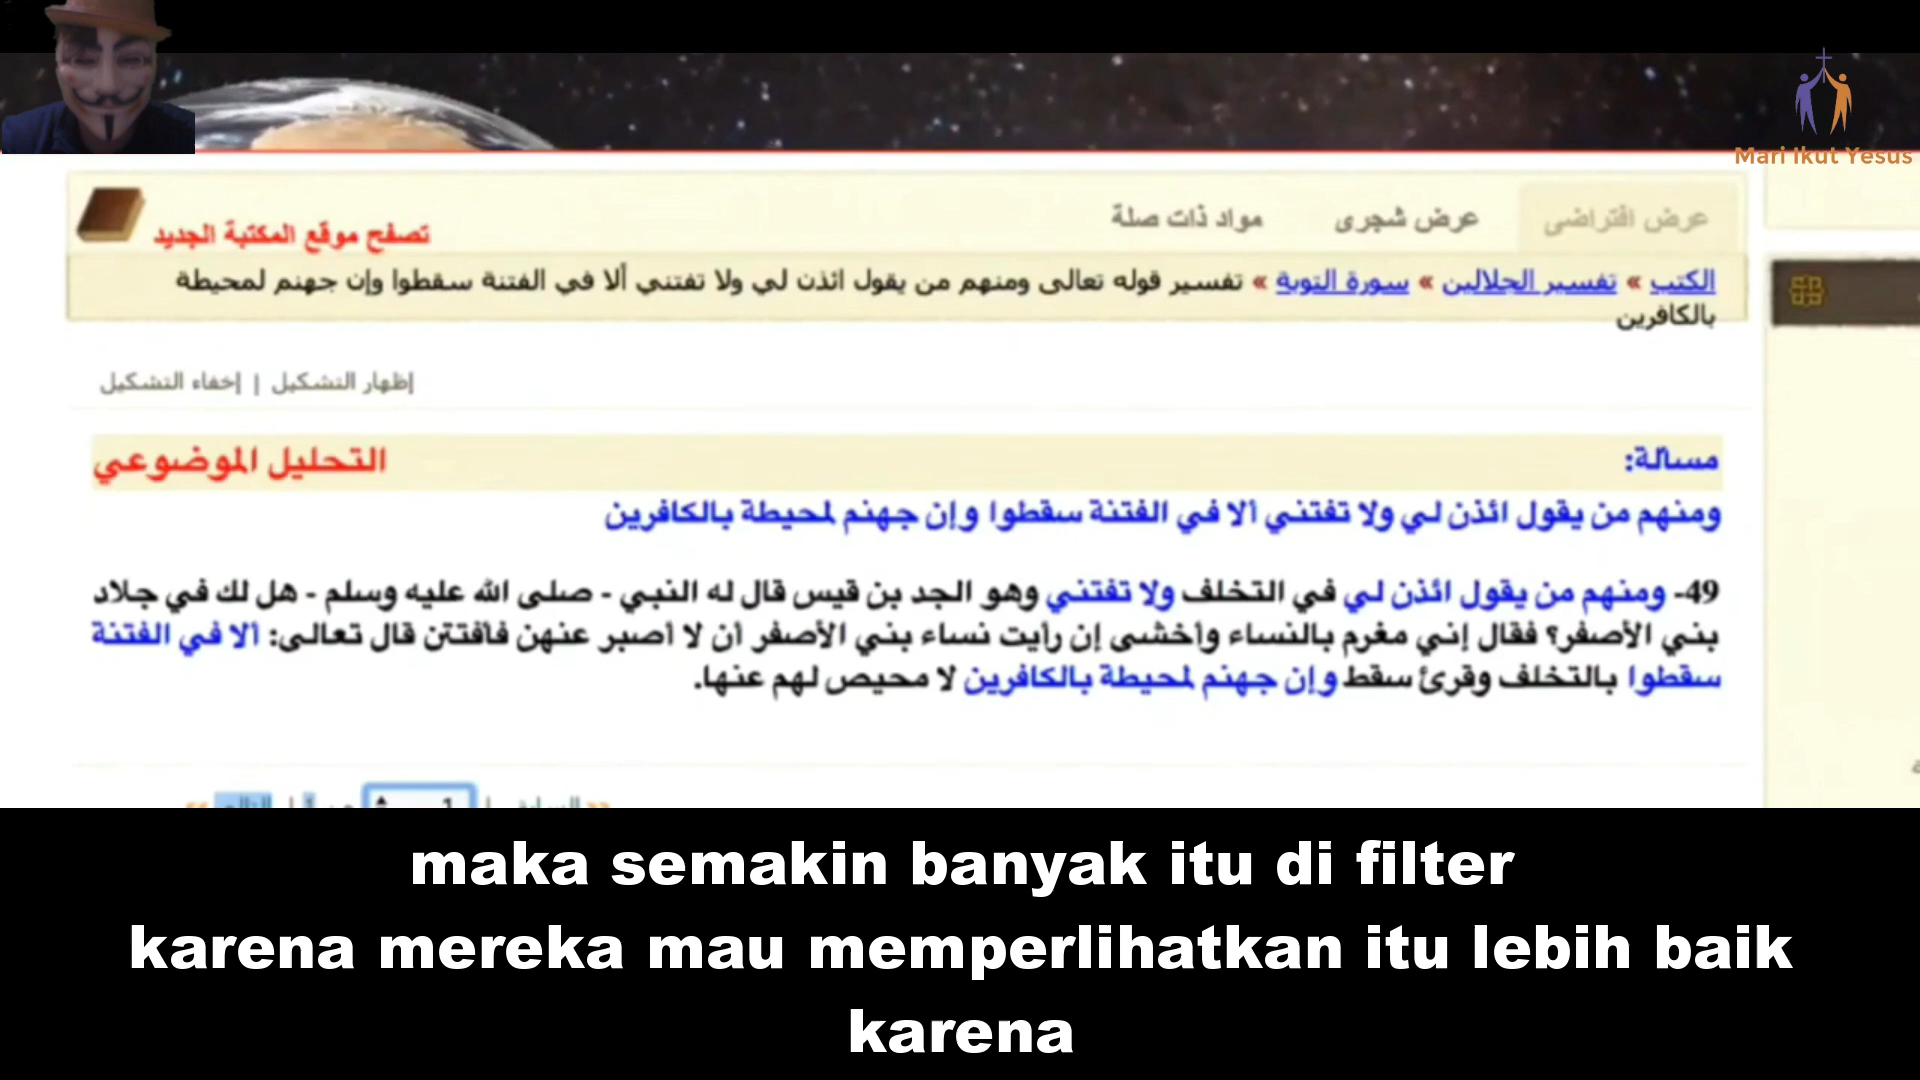 Mari Ikut Yesus
عرض افتراضي عرض شجري مواد ذات صلة
تصفح موقع المكتبة الجديد
الكتب » تفسير الجلالين » سورة التوبة » تفسير قوله تعالى ومنهم من يقول ائذن لي ولا تفتني ألا في الفتنة سقطوا وإن جهنم لمحيطة
بالكافرين
إظهار التشكيل | إخفاء التشكيل
مسألة: التحليل الموضوعي
ومنهم من يقول ائذن لي ولا تفتني ألا في الفتنة سقطوا وإن جهنم لمحيطة بالكافرين
49- ومنهم من يقول ائذن لي في التخلف ولا تفتني وهو الجد بن قيس قال له النبي - صلى الله عليه وسلم - هل لك في جلاد
بني الأصفر؟ فقال إني مغرم بالنساء وأخشى إن رأيت نساء بني الأصفر أن لا أصبر عنهن فأفتتن قال تعالى: ألا في الفتنة
سقطوا بالتخلف وقرئ سقط وإن جهنم لمحيطة بالكافرين لا محيص لهم عنها.
maka semakin banyak itu di filter
karena mereka mau memperlihatkan itu lebih baik
karena